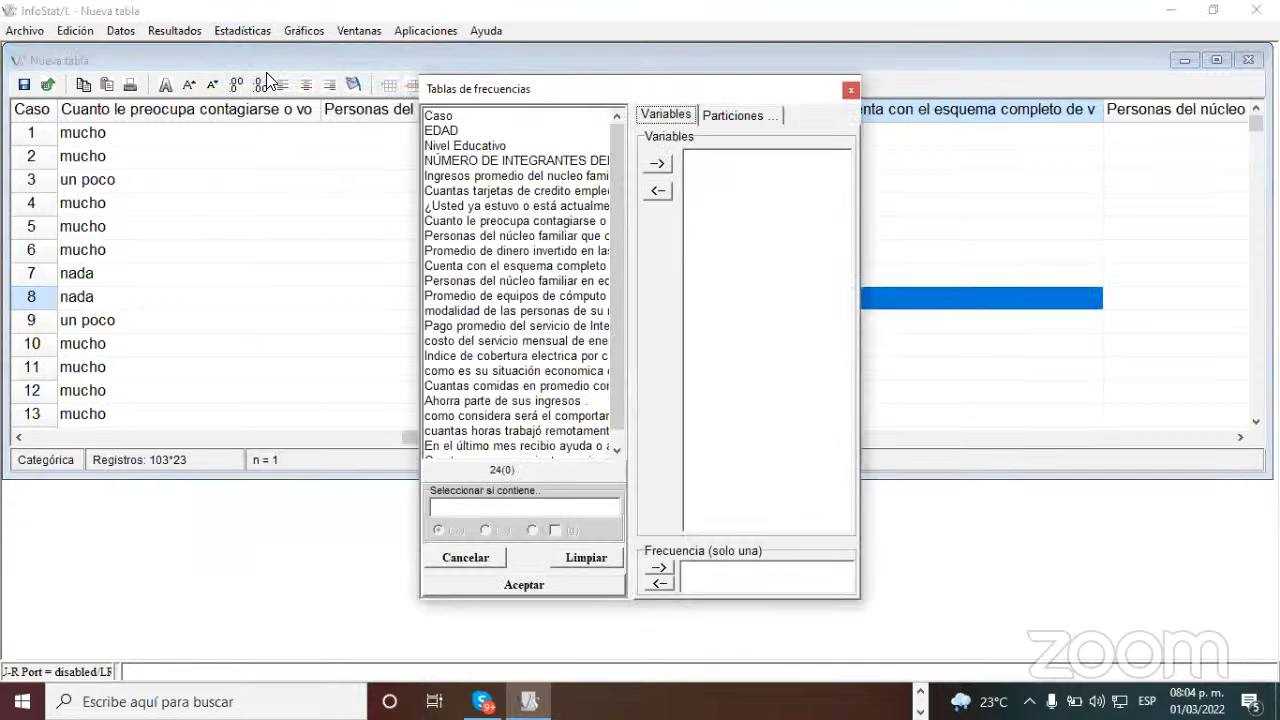 InfoStat/L - Nueva tabla
Archivo Edición Datos Resultados Estadísticas Gráficos Ventanas Aplicaciones Ayuda
Nueva tabla
Caso Cuanto le preocupa contagiarse o vo Personas del
nta con el esquema completo de v Personas del núcleo
1 mucho
2 mucho
3 un poco
4 mucho
5 mucho
6 mucho
7 nada
8 nada
9 un poco
10 mucho
11 mucho
12 mucho
13 mucho
Categórica Registros: 103*23 n = 1
Tablas de frecuencias
Caso
EDAD
Nivel Educativo
NÚMERO DE INTEGRANTES DEI
Ingresos promedio del nucleo fami
Cuantas tarjetas de credito emple
¿Usted ya estuvo o está actualme
Cuanto le preocupa contagiarse o
Personas del núcleo familiar que c
Promedio de dinero invertido en la
Cuenta con el esquema completo
Personas del núcleo familiar en ed
Promedio de equipos de cómputo
modalidad de las personas de su
Pago promedio del servicio de Inte
costo del servicio mensual de ene
Indice de cobertura electrica por c
como es su situación economica
Cuantas comidas en promedio co
Ahorra parte de sus ingresos .
como considera será el comportar
cuantas horas trabajó remotament
En el último mes recibio ayuda o a
24(0)
Seleccionar si contiene..
Cancelar Limpiar
Aceptar
Variables Particiones ...
Variables
-->
<--
Frecuencia (solo una)
-->
<--
zoom
J-R Port = disabled/LF
Escribe aquí para buscar
9+
23°C
ESP
08:04 p. m.
01/03/2022
5